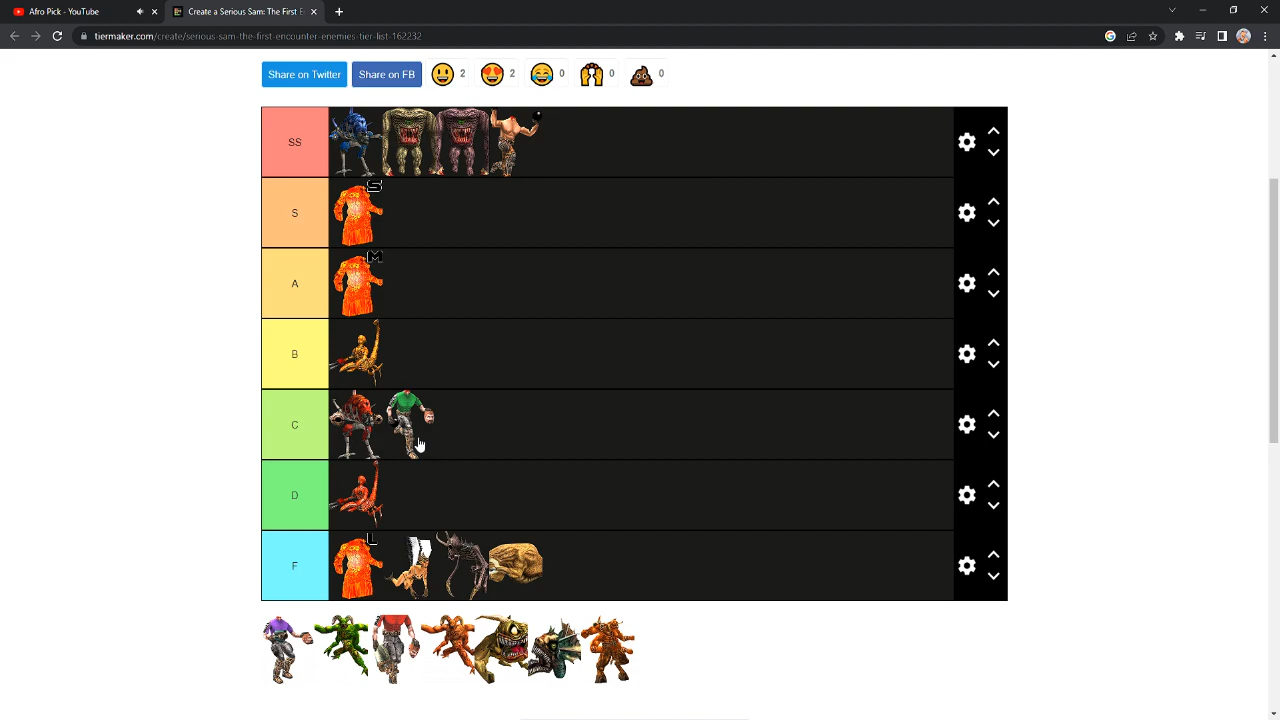 Afro Pick - YouTube
Create a Serious Sam: The First E
tiermaker.com/create/serious-sam-the-first-encounter-enemies-tier-list-162232
Share on Twitter
Share on FB
2
2
0
0
0
SS
S
S
A
M
B
C
D
F
L